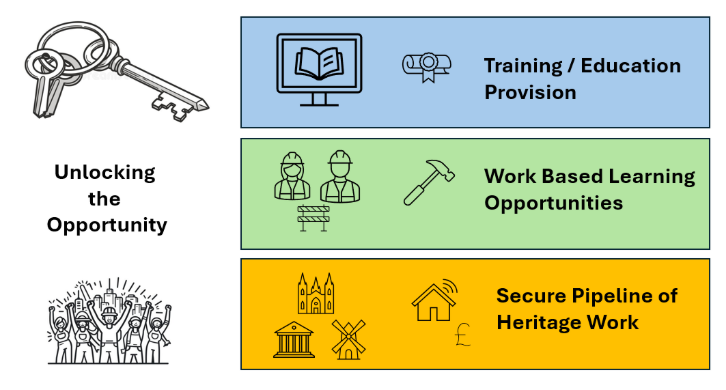 Unlocking
the
Opportunity
Training / Education
Provision
Work Based Learning
Opportunities
Secure Pipeline of
Heritage Work
£